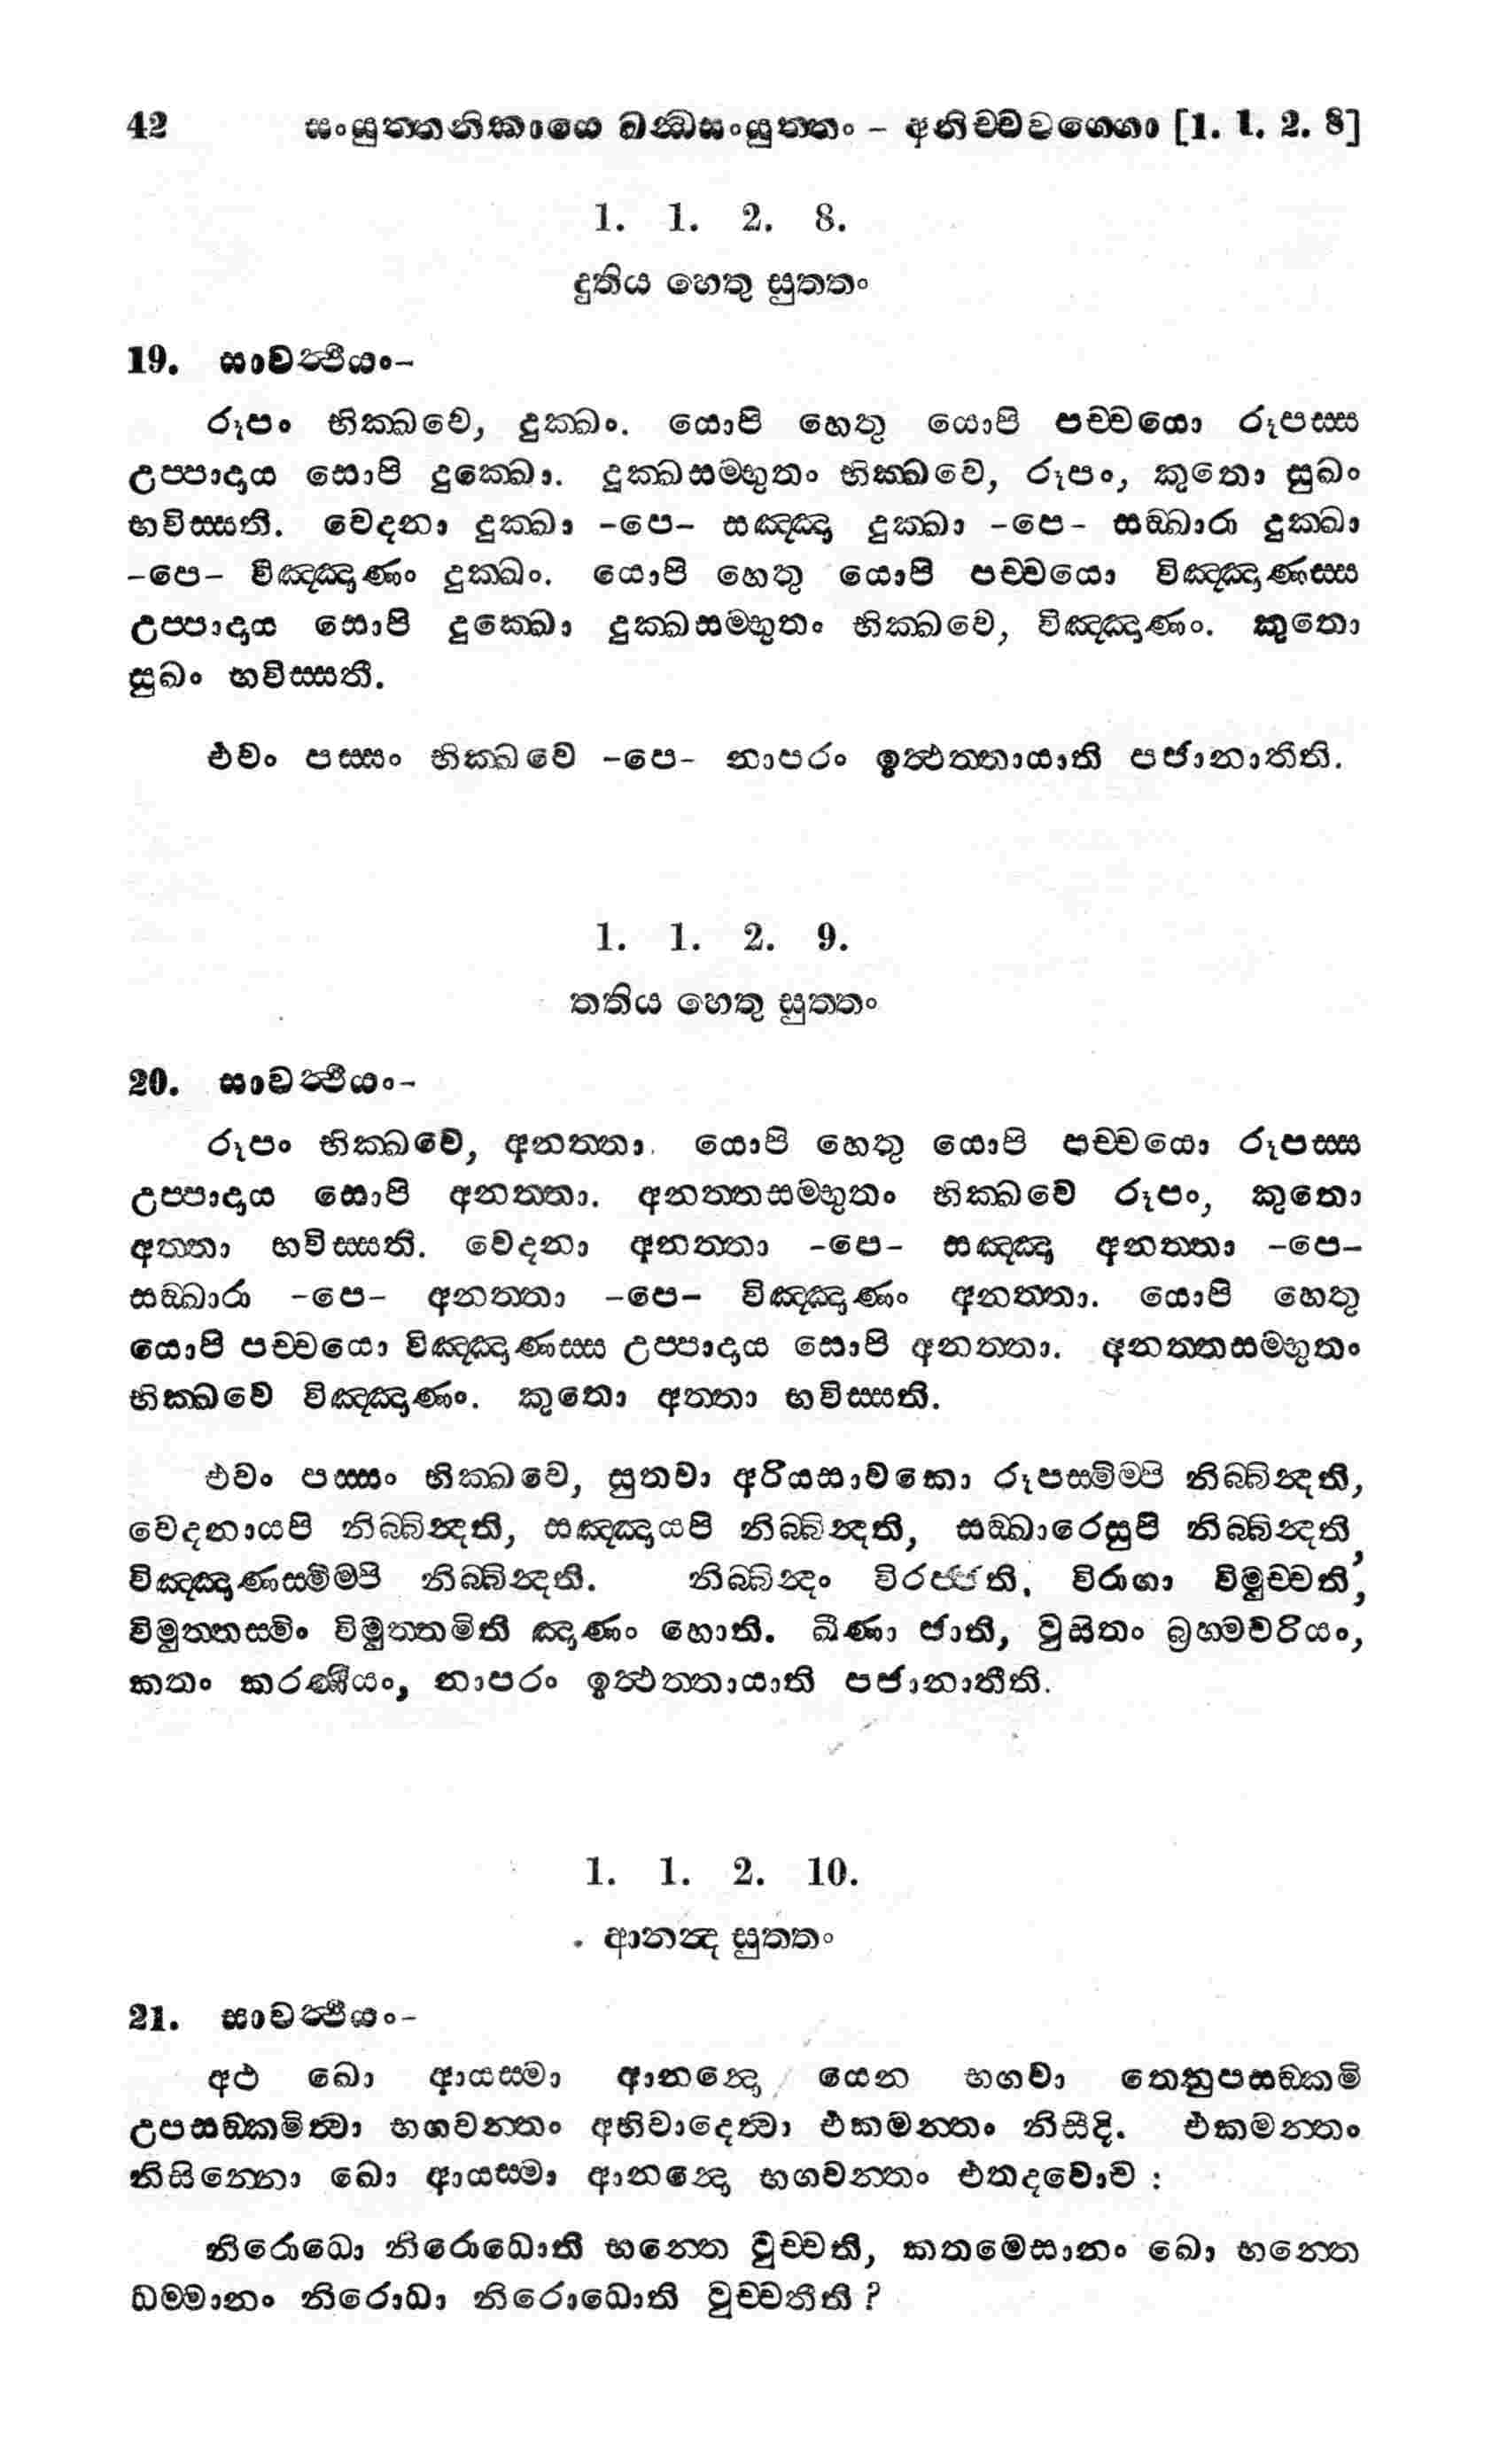 42 සංයුත්තනිකායෙ ඛන්ධසංයුත්තං – අනිච්චවග්ගො [1. 1. 2. 8]
1. 1. 2. 8.
දුතිය හෙතු සුත්තං
19. සාවත්ථියං–
රූපං භික්ඛවෙ, දුක්ඛං. යොපි හෙතු යොපි පච්චයො රූපස්ස
උප්පාදාය සොපි දුක්ඛො. දුක්ඛසම්භූතං භික්ඛවෙ, රූපං, කුතො සුඛං
භවිස්සති. වෙදනා දුක්ඛා -පෙ- සඤ්ඤා දුක්ඛා -පෙ- සඞ්ඛාරා දුක්ඛා
-පෙ- විඤ්ඤාණං දුක්ඛං. යොපි හෙතු යොපි පච්චයො විඤ්ඤාණස්ස
උප්පාදාය සොපි දුක්ඛො දුක්ඛසම්භූතං භික්ඛවෙ, විඤ්ඤාණං. කුතො
සුඛං භවිස්සතී.
එවං පස්සං භික්ඛවෙ -පෙ- නාපරං ඉත්ථත්තායාති පජානාතීති.
1. 1. 2. 9.
තතිය හෙතු සුත්තං
20. සාවත්ථියං–
රූපං භික්ඛවෙ, අනත්තා. යොපි හෙතු යොපි පච්චයො රූපස්ස
උප්පාදාය සොපි අනත්තා. අනත්තසම්භූතං භික්ඛවෙ රූපං, කුතො
අත්තා භවිස්සති. වෙදනා අනත්තා -පෙ- සඤ්ඤා අනත්තා -පෙ-
සඞ්ඛාරා -පෙ- අනත්තා -පෙ- විඤ්ඤාණං අනත්තා. යොපි හෙතු
යොපි පච්චයො විඤ්ඤාණස්ස උප්පාදාය සොපි අනත්තා. අනත්තසම්භූතං
භික්ඛවෙ විඤ්ඤාණං. කුතො අත්තා භවිස්සති.
එවං පස්සං භික්ඛවෙ, සුතවා අරියසාවකො රූපස්මිම්පි නිබ්බින්දති,
වෙදනායපි නිබ්බින්දති, සඤ්ඤායපි නිබ්බින්දති, සඞ්ඛාරෙසුපි නිබ්බින්දති,
විඤ්ඤාණස්මිම්පි නිබ්බින්දති. නිබ්බින්දං විරජ්ජති, විරාගා විමුච්චති,
විමුත්තස්මිං විමුත්තමිති ඤාණං හොති. ඛීණා ජාති, වුසිතං බ්‍රහ්මචරියං,
කතං කරණීයං, නාපරං ඉත්ථත්තායාති පජානාතීති.
1. 1. 2. 10.
ආනන්ද සුත්තං
21. සාවත්ථියං–
අථ ඛො ආයස්මා ආනන්දො යෙන භගවා තෙනුපසඞ්කමි
උපසඞ්කමිත්වා භගවන්තං අභිවාදෙත්වා එකමන්තං නිසීදි. එකමන්තං
නිසින්නො ඛො ආයස්මා ආනන්දො භගවන්තං එතදවොච :
නිරොධො නිරොධොති භන්තෙ වුච්චති, කතමෙසානං ඛො භන්තෙ
ධම්මානං නිරොධා නිරොධොති වුච්චතීති?